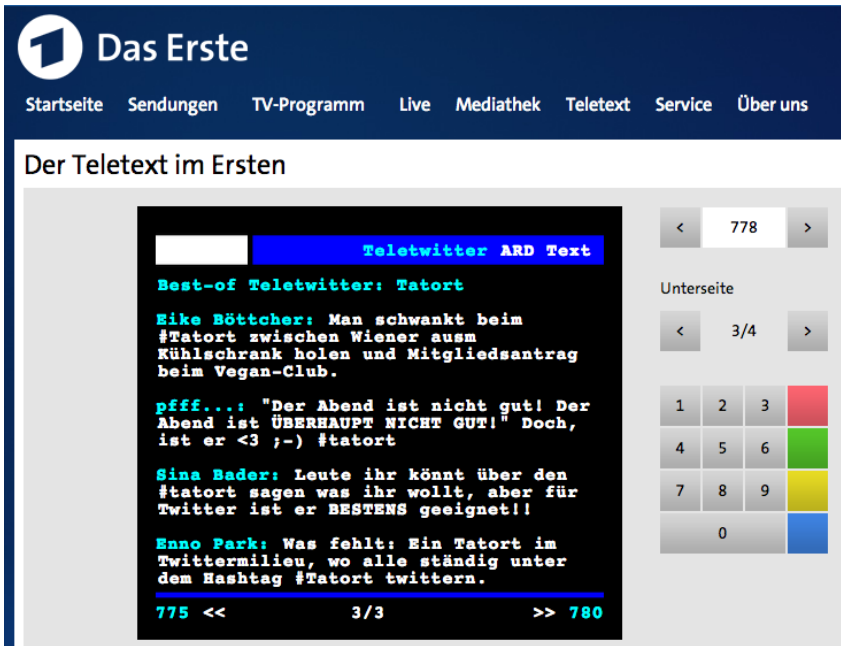 Das Erste
Startseite Sendungen TV-Programm Live Mediathek Teletext Service Über uns
Der Teletext im Ersten
Teletwitter ARD Text
Best-of Teletwitter: Tatort
Eike Böttcher: Man schwankt beim
#Tatort zwischen Wiener ausm
Kühlschrank holen und Mitgliedsantrag
beim Vegan-Club.
pfff...: "Der Abend ist nicht gut! Der
Abend ist ÜBERHAUPT NICHT GUT!" Doch,
ist er <3 ;-) #tatort
Sina Bader: Leute ihr könnt über den
#tatort sagen was ihr wollt, aber für
Twitter ist er BESTENS geeignet!!
Enno Park: Was fehlt: Ein Tatort im
Twittermilieu, wo alle ständig unter
dem Hashtag #Tatort twittern.
775 << 3/3 >> 780
< 778 >
Unterseite
< 3/4 >
1 2 3
4 5 6
7 8 9
0